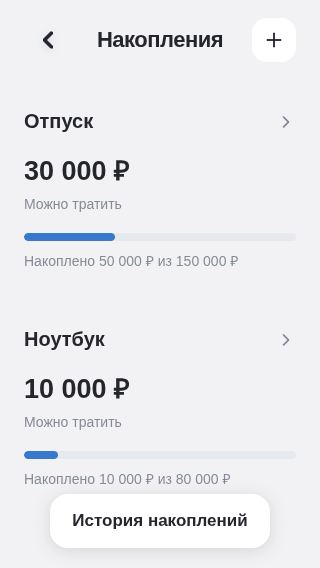 Накопления
Отпуск
30 000 ₽
Можно тратить
Накоплено 50 000 ₽ из 150 000 ₽
Ноутбук
10 000 ₽
Можно тратить
Накоплено 10 000 ₽ из 80 000 ₽
История накоплений